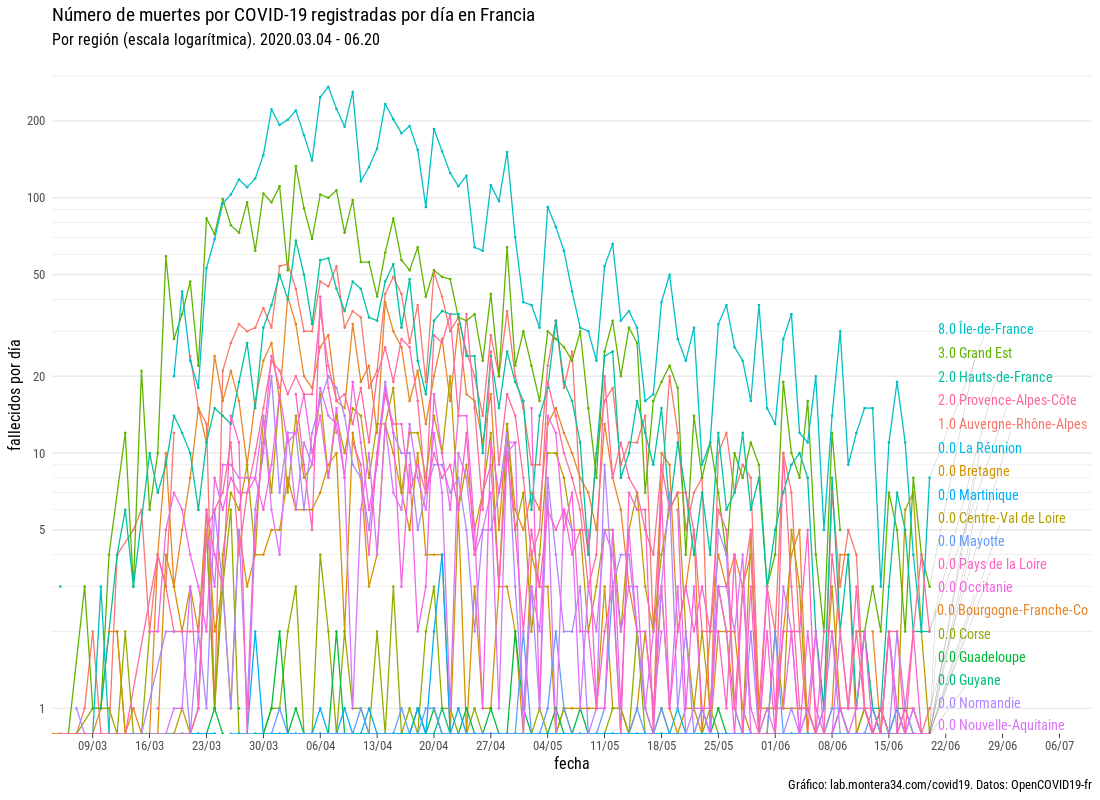 Número de muertes por COVID-19 registradas por día en Francia
Por región (escala logarítmica). 2020.03.04 - 06.20
fallecidos por día
200
100
50
20
10
5
1
8.0 Île-de-France
3.0 Grand Est
2.0 Hauts-de-France
2.0 Provence-Alpes-Côte
1.0 Auvergne-Rhône-Alpes
0.0 La Réunion
0.0 Bretagne
0.0 Martinique
0.0 Centre-Val de Loire
0.0 Mayotte
0.0 Pays de la Loire
0.0 Occitanie
0.0 Bourgogne-Franche-Co
0.0 Corse
0.0 Guadeloupe
0.0 Guyane
0.0 Normandie
0.0 Nouvelle-Aquitaine
09/03 16/03 23/03 30/03 06/04 13/04 20/04 27/04 04/05 11/05 18/05 25/05 01/06 08/06 15/06 22/06 29/06 06/07
fecha
Gráfico: lab.montera34.com/covid19. Datos: OpenCOVID19-fr